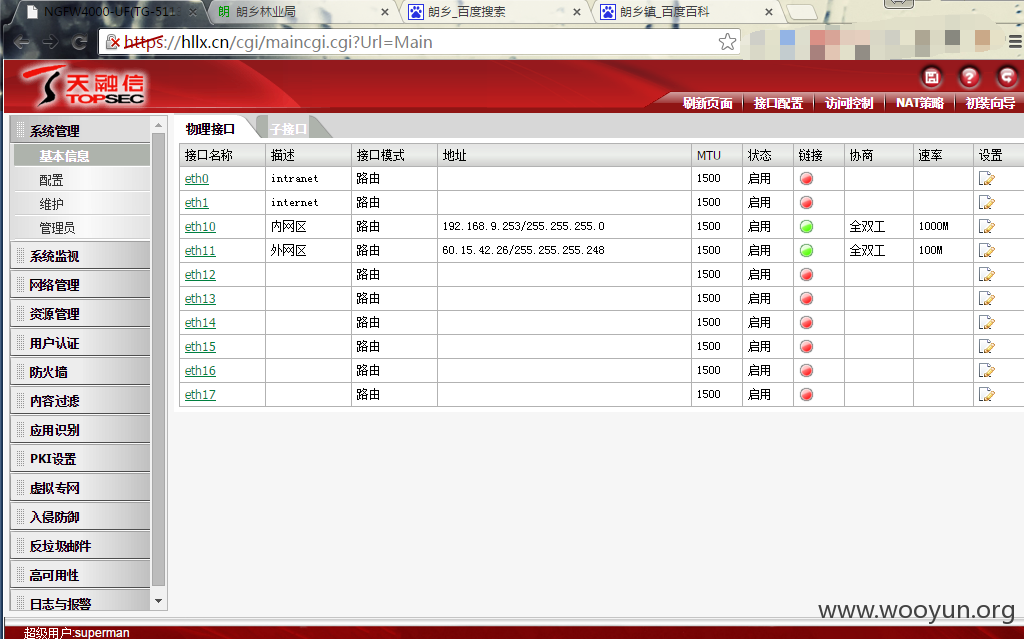 NGFW4000-UF(TG-511
朗 朗乡林业局
朗乡_百度搜索
朗乡镇_百度百科
https://hllx.cn/cgi/maincgi.cgi?Url=Main
天融信
TOPSEC
刷新页面 接口配置 访问控制 NAT策略 初装向导
系统管理
基本信息
配置
维护
管理员
系统监视
网络管理
资源管理
用户认证
防火墙
内容过滤
应用识别
PKI设置
虚拟专网
入侵防御
反垃圾邮件
高可用性
日志与报警
物理接口 子接口
接口名称 描述 接口模式 地址 MTU 状态 链接 协商 速率 设置
eth0 intranet 路由 1500 启用
eth1 internet 路由 1500 启用
eth10 内网区 路由 192.168.9.253/255.255.255.0 1500 启用 全双工 1000M
eth11 外网区 路由 60.15.42.26/255.255.255.248 1500 启用 全双工 100M
eth12 路由 1500 启用
eth13 路由 1500 启用
eth14 路由 1500 启用
eth15 路由 1500 启用
eth16 路由 1500 启用
eth17 路由 1500 启用
www.wooyun.org
超级用户:superman